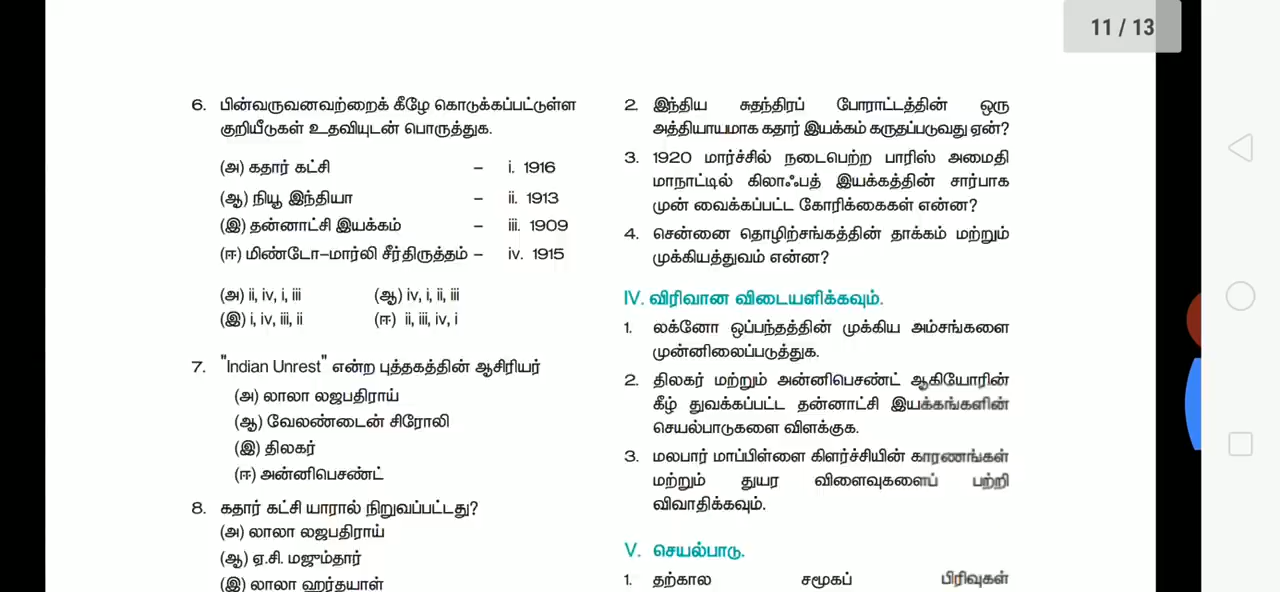 11 / 13
6. பின்வருவனவற்றைக் கீழே கொடுக்கப்பட்டுள்ள
குறியீடுகள் உதவியுடன் பொருத்துக.
(அ) கதார் கட்சி – i. 1916
(ஆ) நியூ இந்தியா – ii. 1913
(இ) தன்னாட்சி இயக்கம் – iii. 1909
(ஈ) மிண்டோ–மார்லி சீர்திருத்தம் – iv. 1915
(அ) ii, iv, i, iii (ஆ) iv, i, ii, iii
(இ) i, iv, iii, ii (ஈ) ii, iii, iv, i
7. "Indian Unrest" என்ற புத்தகத்தின் ஆசிரியர்
(அ) லாலா லஜபதிராய்
(ஆ) வேலண்டைன் சிரோலி
(இ) திலகர்
(ஈ) அன்னிபெசண்ட்
8. கதார் கட்சி யாரால் நிறுவப்பட்டது?
(அ) லாலா லஜபதிராய்
(ஆ) ஏ.சி. மஜும்தார்
(இ) லாலா ஹர்தயாள்
2. இந்திய சுதந்திரப் போராட்டத்தின் ஒரு
அத்தியாயமாக கதார் இயக்கம் கருதப்படுவது ஏன்?
3. 1920 மார்ச்சில் நடைபெற்ற பாரிஸ் அமைதி
மாநாட்டில் கிலாஃபத் இயக்கத்தின் சார்பாக
முன் வைக்கப்பட்ட கோரிக்கைகள் என்ன?
4. சென்னை தொழிற்சங்கத்தின் தாக்கம் மற்றும்
முக்கியத்துவம் என்ன?
IV. விரிவான விடையளிக்கவும்.
1. லக்னோ ஒப்பந்தத்தின் முக்கிய அம்சங்களை
முன்னிலைப்படுத்துக.
2. திலகர் மற்றும் அன்னிபெசண்ட் ஆகியோரின்
கீழ் துவக்கப்பட்ட தன்னாட்சி இயக்கங்களின்
செயல்பாடுகளை விளக்குக.
3. மலபார் மாப்பிள்ளை கிளர்ச்சியின் காரணங்கள்
மற்றும் துயர விளைவுகளைப் பற்றி
விவாதிக்கவும்.
V. செயல்பாடு.
1. தற்கால சமூகப் பிரிவுகள்